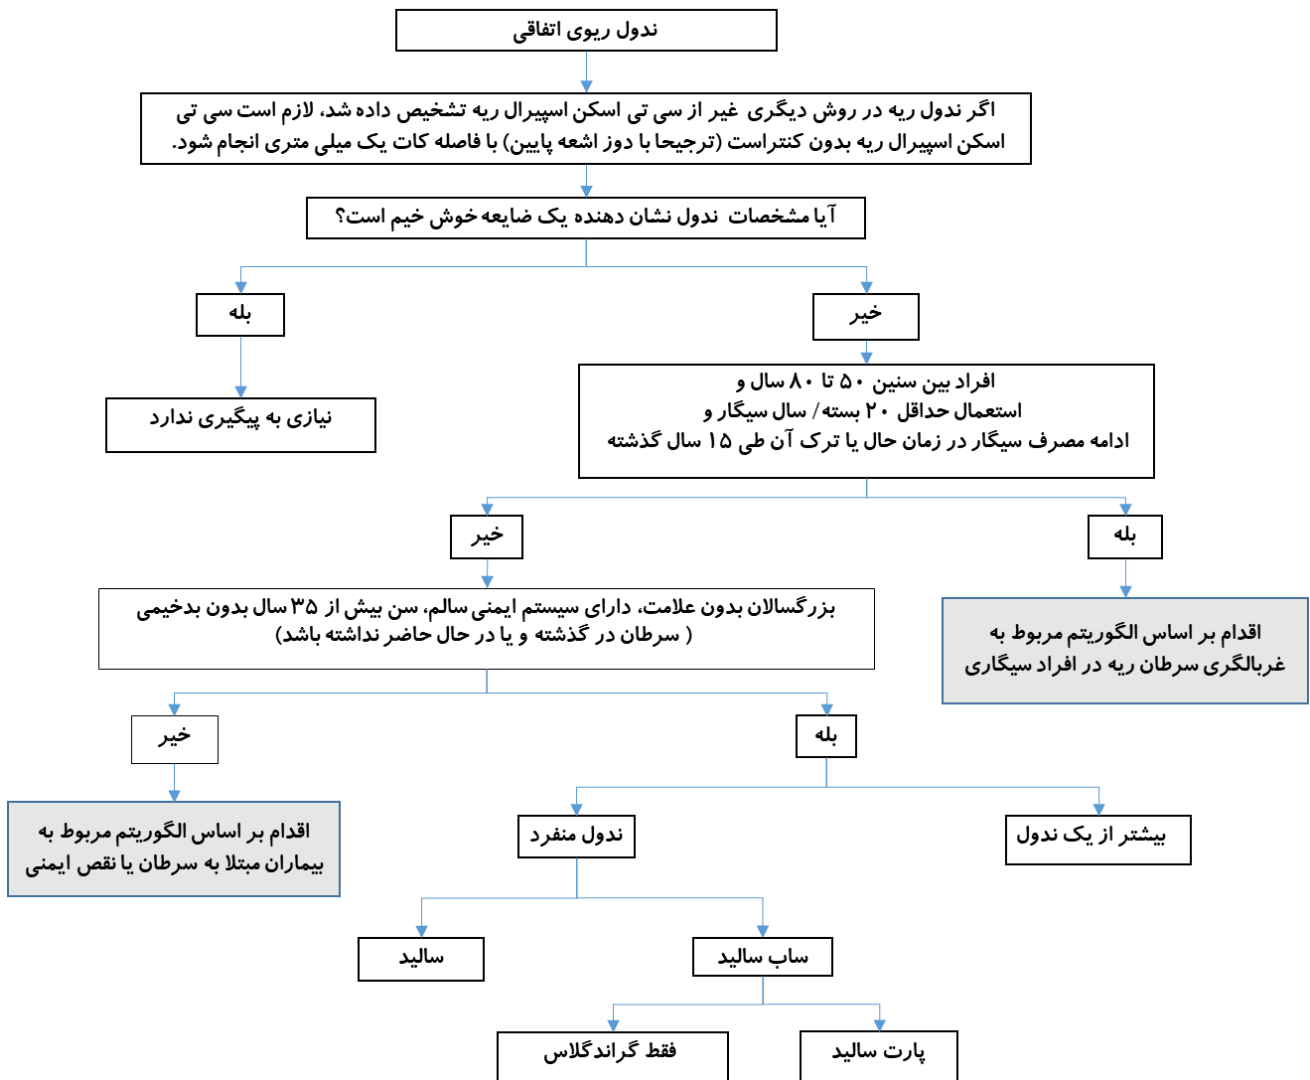 ندول ریوی اتفاقی
اگر ندول ریه در روش دیگری غیر از سی تی اسکن اسپیرال ریه تشخیص داده شد، لازم است سی تی
اسکن اسپیرال ریه بدون کنتراست (ترجیحا با دوز اشعه پایین) با فاصله کات یک میلی متری انجام شود.
آیا مشخصات ندول نشان دهنده یک ضایعه خوش خیم است؟
بله
خیر
نیازی به پیگیری ندارد
افراد بین سنین ۵۰ تا ۸۰ سال و
استعمال حداقل ۲۰ بسته/ سال سیگار و
ادامه مصرف سیگار در زمان حال یا ترک آن طی ۱۵ سال گذشته
خیر
بله
بزرگسالان بدون علامت، دارای سیستم ایمنی سالم، سن بیش از ۳۵ سال بدون بدخیمی
( سرطان در گذشته و یا در حال حاضر نداشته باشد)
اقدام بر اساس الگوریتم مربوط به
غربالگری سرطان ریه در افراد سیگاری
خیر
بله
اقدام بر اساس الگوریتم مربوط به
بیماران مبتلا به سرطان یا نقص ایمنی
ندول منفرد
بیشتر از یک ندول
سالید
ساب سالید
فقط گراندگلاس
پارت سالید